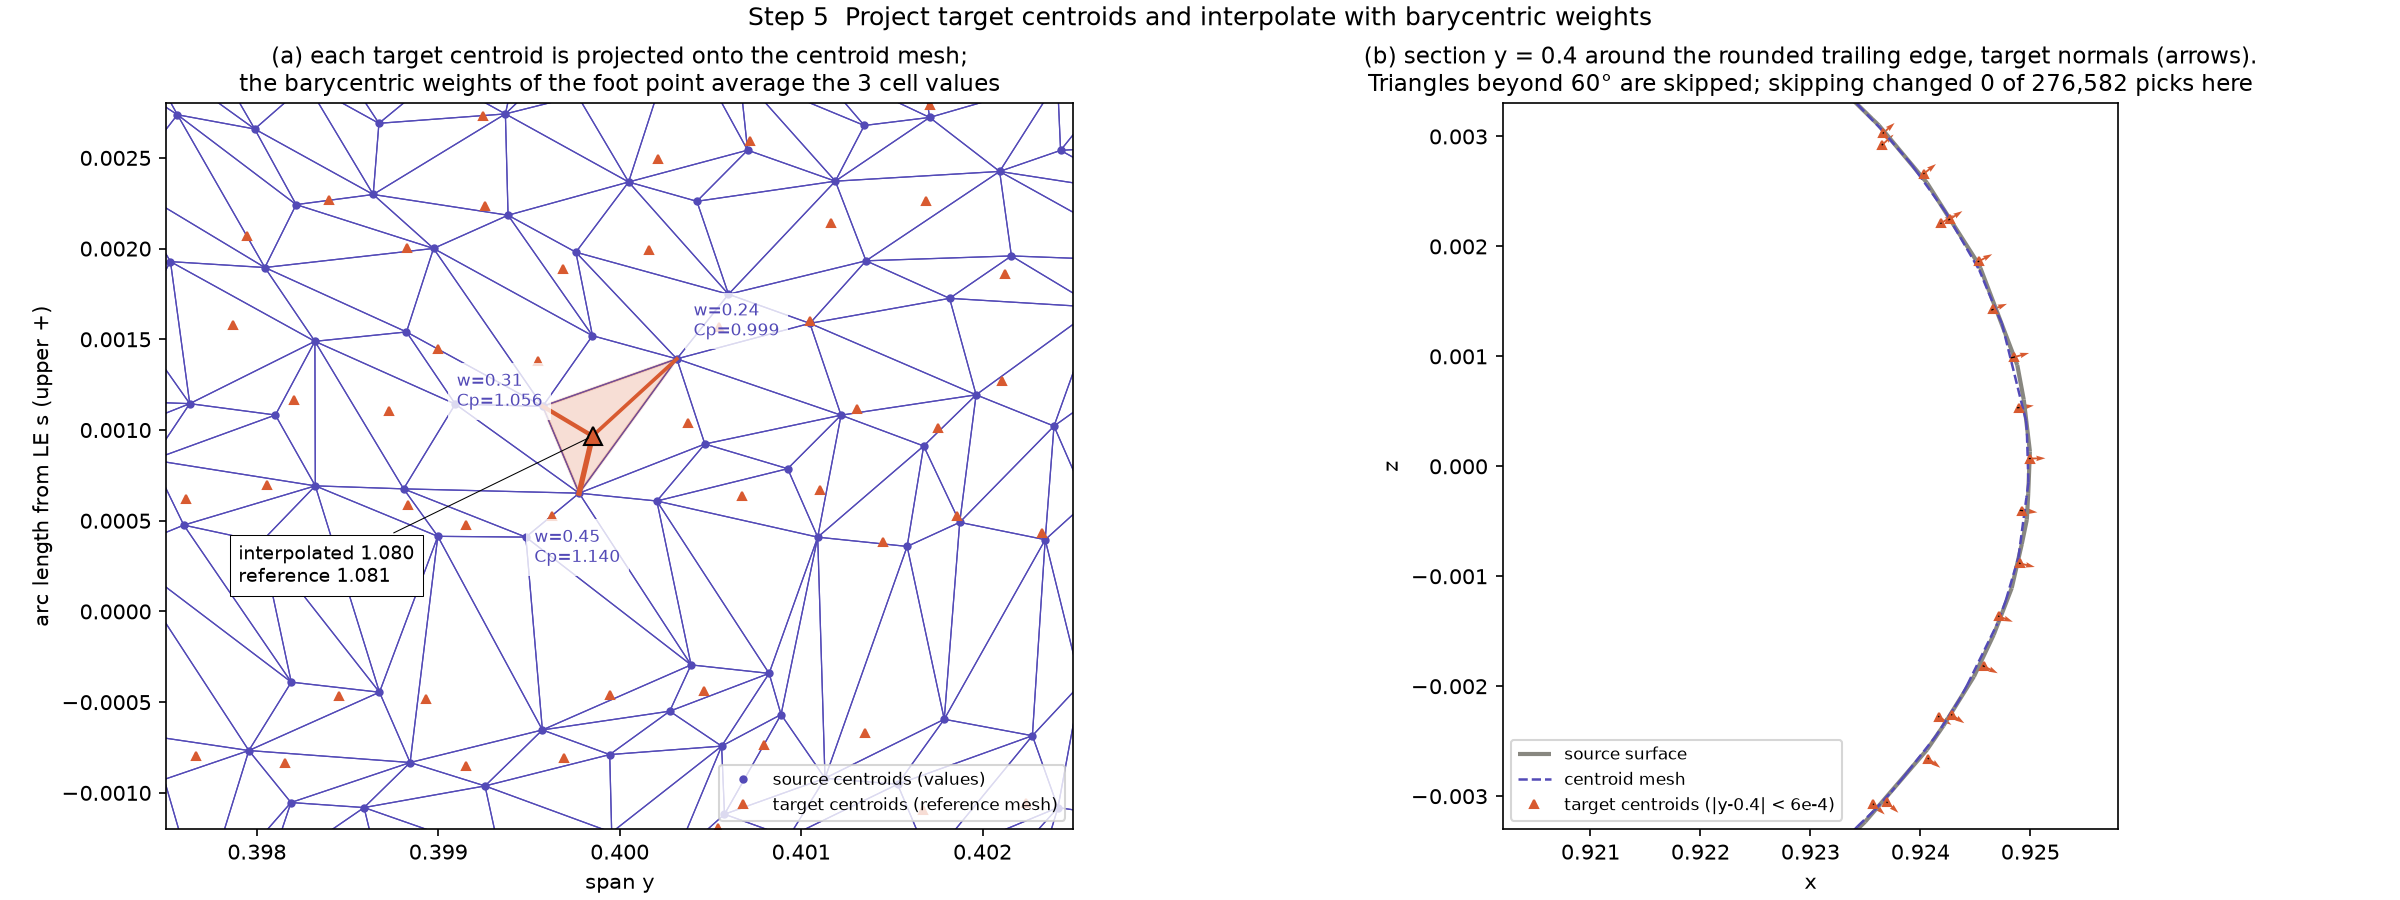 Step 5  Project target centroids and interpolate with barycentric weights
(a) each target centroid is projected onto the centroid mesh;
the barycentric weights of the foot point average the 3 cell values
arc length from LE s (upper +)
0.0025
0.0020
0.0015
0.0010
0.0005
0.0000
−0.0005
−0.0010
w=0.24
Cp=0.999
w=0.31
Cp=1.056
w=0.45
Cp=1.140
interpolated 1.080
reference 1.081
source centroids (values)
target centroids (reference mesh)
0.398
0.399
0.400
0.401
0.402
span y
(b) section y = 0.4 around the rounded trailing edge, target normals (arrows).
Triangles beyond 60° are skipped; skipping changed 0 of 276,582 picks here
z
0.003
0.002
0.001
0.000
−0.001
−0.002
−0.003
source surface
centroid mesh
target centroids (|y-0.4| < 6e-4)
0.921
0.922
0.923
0.924
0.925
x